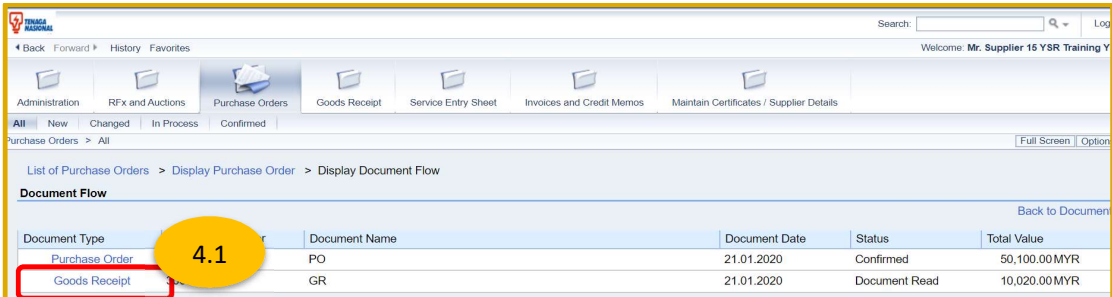 TENAGA
NASIONAL
Search:
Log
Back Forward History Favorites
Welcome: Mr. Supplier 15 YSR Training Y
Administration RFx and Auctions Purchase Orders Goods Receipt Service Entry Sheet Invoices and Credit Memos Maintain Certificates / Supplier Details
All New Changed In Process Confirmed
Purchase Orders > All
Full Screen Option
List of Purchase Orders > Display Purchase Order > Display Document Flow
Document Flow
Back to Document
Document Type Document Name Document Date Status Total Value
4.1
Purchase Order PO 21.01.2020 Confirmed 50,100.00 MYR
Goods Receipt GR 21.01.2020 Document Read 10,020.00 MYR